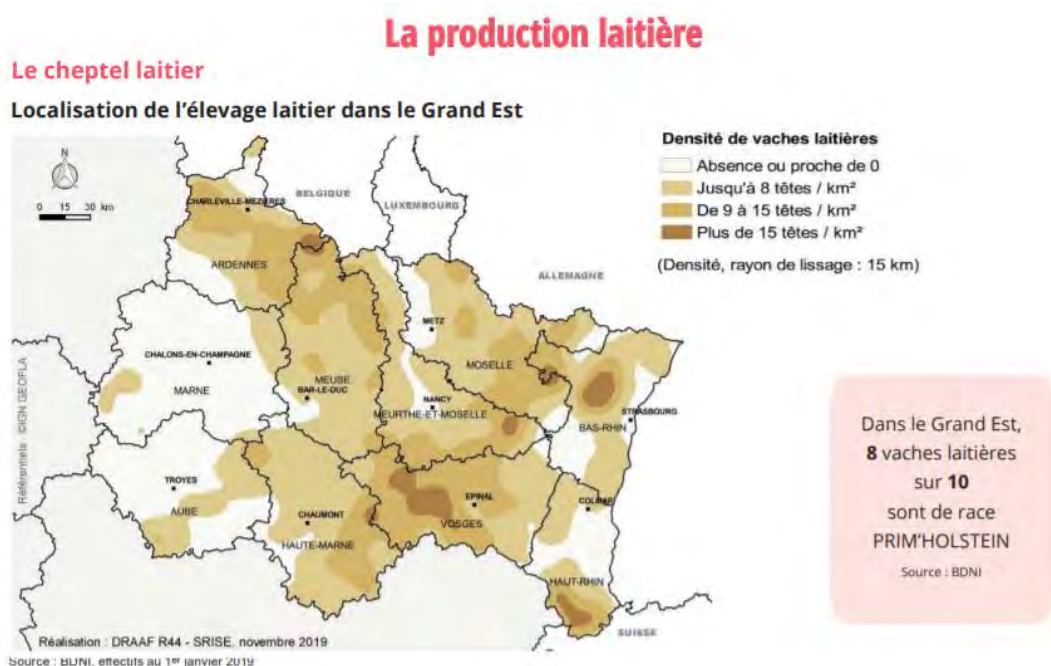 La production laitière
Le cheptel laitier
Localisation de l'élevage laitier dans le Grand Est
N
0 15 30 km
BELGIQUE
LUXEMBOURG
ALLEMAGNE
SUISSE
CHARLEVILLE-MEZIERES
ARDENNES
CHALONS-EN-CHAMPAGNE
MARNE
MEUSE
BAR-LE-DUC
METZ
MOSELLE
NANCY
MEURTHE-ET-MOSELLE
STRASBOURG
BAS-RHIN
TROYES
AUBE
CHAUMONT
HAUTE-MARNE
EPINAL
VOSGES
COLMAR
HAUT-RHIN
Référentiels : ©IGN GEOFLA
Réalisation : DRAAF R44 - SRISE, novembre 2019
Source : BDNI, effectifs au 1er janvier 2019
Densité de vaches laitières
Absence ou proche de 0
Jusqu'à 8 têtes / km²
De 9 à 15 têtes / km²
Plus de 15 têtes / km²
(Densité, rayon de lissage : 15 km)
Dans le Grand Est,
8 vaches laitières
sur 10
sont de race
PRIM'HOLSTEIN
Source : BDNI